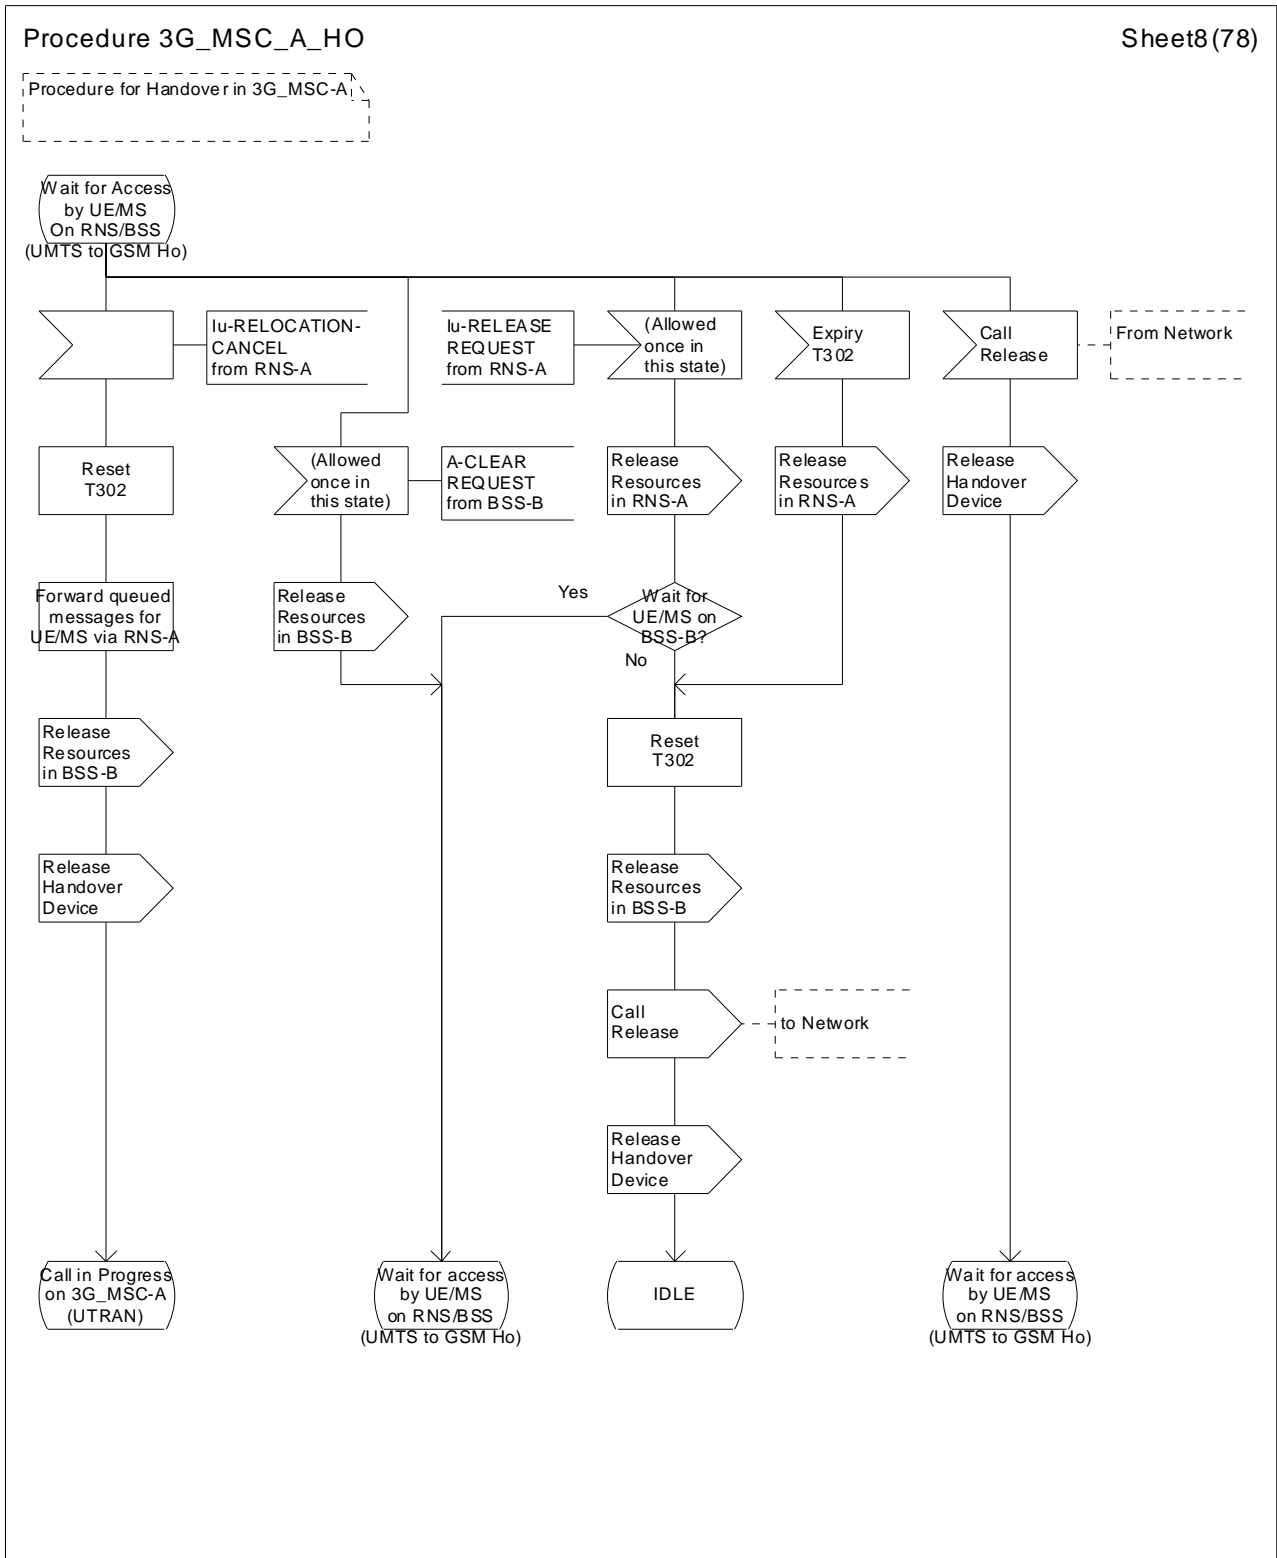 Procedure 3G_MSC_A_HO
Sheet8(78)
Procedure for Handover in 3G_MSC-A
Wait for Access
by UE/MS
On RNS/BSS
(UMTS to GSM Ho)
Iu-RELOCATION-
CANCEL
from RNS-A
Iu-RELEASE
REQUEST
from RNS-A
(Allowed
once in
this state)
Expiry
T302
Call
Release
From Network
Reset
T302
(Allowed
once in
this state)
A-CLEAR
REQUEST
from BSS-B
Release
Resources
in RNS-A
Release
Resources
in RNS-A
Release
Handover
Device
Forward queued
messages for
UE/MS via RNS-A
Release
Resources
in BSS-B
Yes
Wait for
UE/MS on
BSS-B?
No
Release
Resources
in BSS-B
Reset
T302
Release
Handover
Device
Release
Resources
in BSS-B
Call
Release
to Network
Release
Handover
Device
Call in Progress
on 3G_MSC-A
(UTRAN)
Wait for access
by UE/MS
on RNS/BSS
(UMTS to GSM Ho)
IDLE
Wait for access
by UE/MS
on RNS/BSS
(UMTS to GSM Ho)